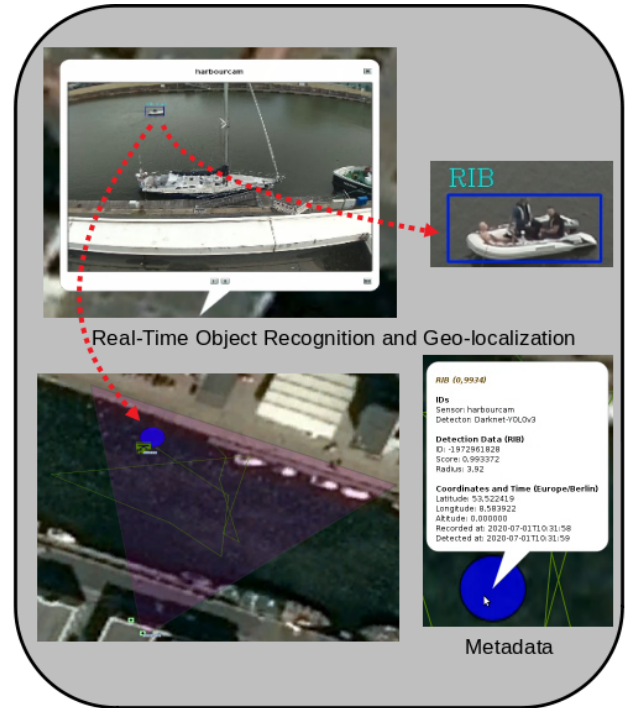 harbourcam
RIB
Real-Time Object Recognition and Geo-localization
RIB (0,9934)
IDs
Sensor: harbourcam
Detector: Darknet-YOLOv3
Detection Data (RIB)
ID: -1972961828
Score: 0,993372
Radius: 3,92
Coordinates and Time (Europe/Berlin)
Latitude: 53,522419
Longitude: 8,583922
Altitude: 0,000000
Recorded at: 2020-07-01T10:31:58
Detected at: 2020-07-01T10:31:59
Metadata